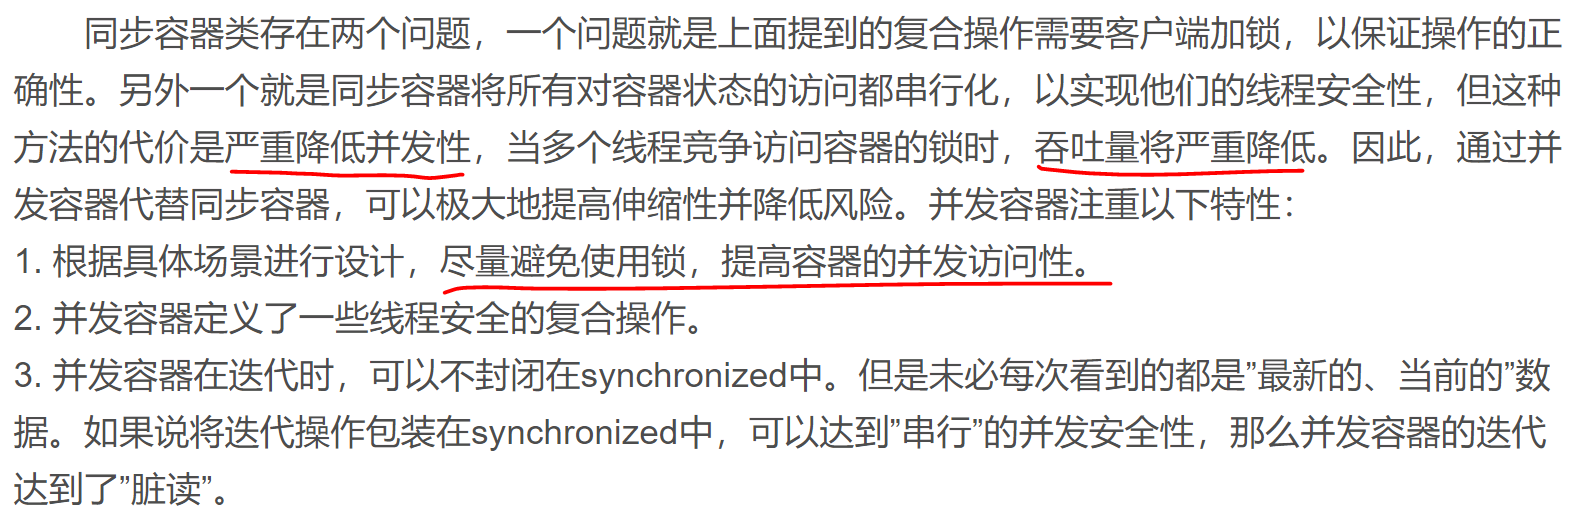 同步容器类存在两个问题，一个问题就是上面提到的复合操作需要客户端加锁，以保证操作的正
确性。另外一个就是同步容器将所有对容器状态的访问都串行化，以实现他们的线程安全性，但这种
方法的代价是严重降低并发性，当多个线程竞争访问容器的锁时，吞吐量将严重降低。因此，通过并
发容器代替同步容器，可以极大地提高伸缩性并降低风险。并发容器注重以下特性：
1. 根据具体场景进行设计，尽量避免使用锁，提高容器的并发访问性。
2. 并发容器定义了一些线程安全的复合操作。
3. 并发容器在迭代时，可以不封闭在synchronized中。但是未必每次看到的都是”最新的、当前的”数
据。如果说将迭代操作包装在synchronized中，可以达到”串行”的并发安全性，那么并发容器的迭代
达到了”脏读”。